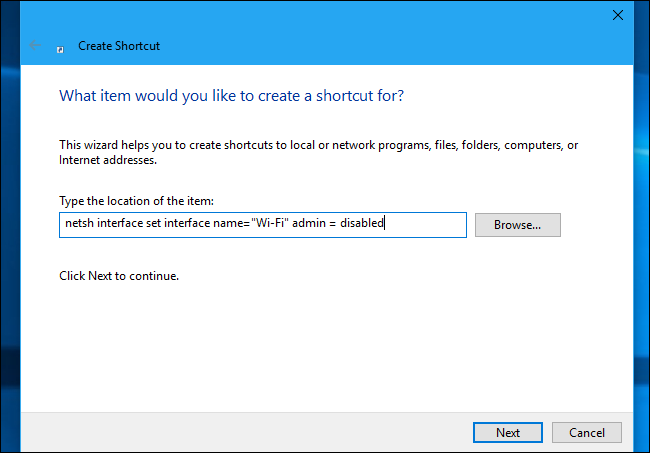 Create Shortcut
What item would you like to create a shortcut for?
This wizard helps you to create shortcuts to local or network programs, files, folders, computers, or
Internet addresses.
Type the location of the item:
netsh interface set interface name="Wi-Fi" admin = disabled
Browse...
Click Next to continue.
Next
Cancel